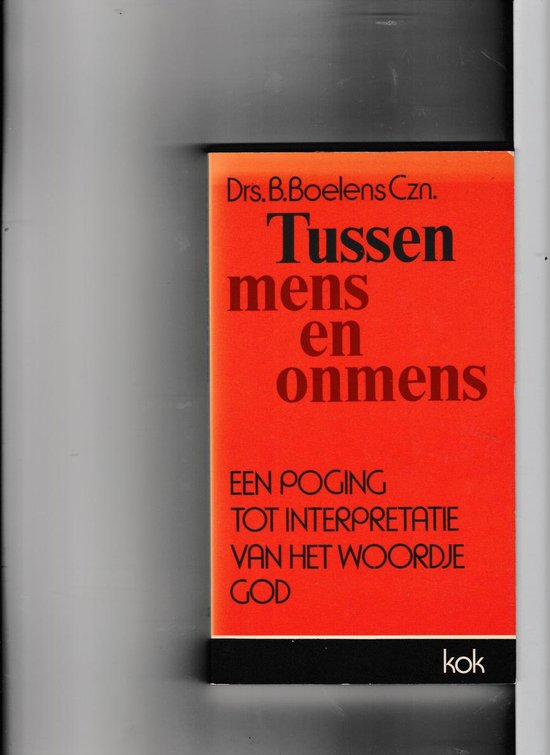 Drs. B. Boelens Czn.
Tussen
mens
en
onmens
EEN POGING
TOT INTERPRETATIE
VAN HET WOORDJE
GOD
kok